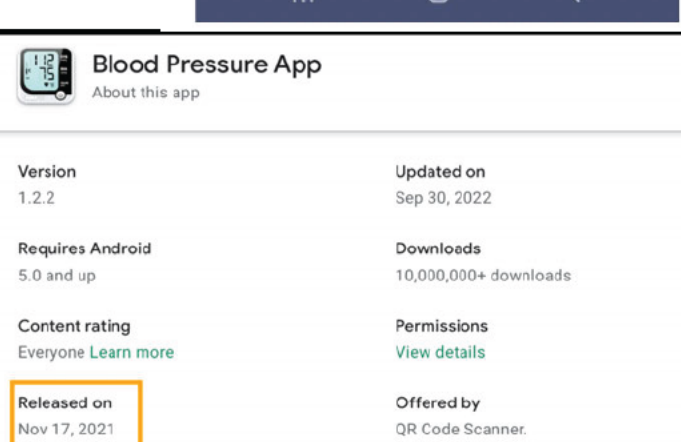 112
75
Blood Pressure App
About this app
Version
1.2.2
Updated on
Sep 30, 2022
Requires Android
5.0 and up
Downloads
10,000,000+ downloads
Content rating
Everyone Learn more
Permissions
View details
Released on
Nov 17, 2021
Offered by
QR Code Scanner.